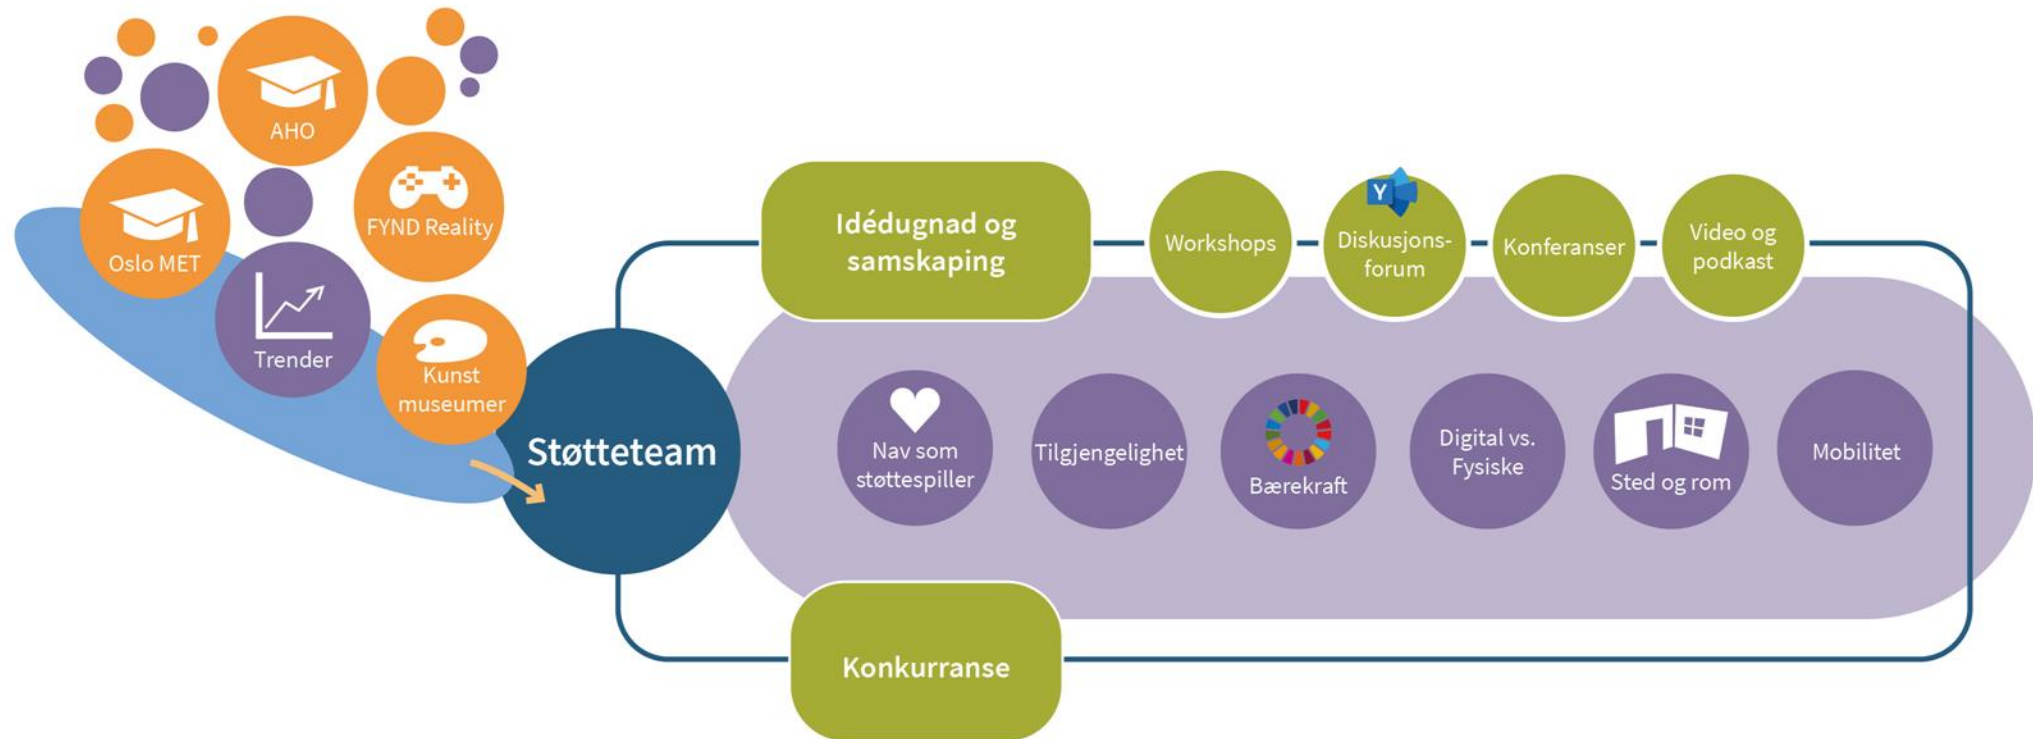 AHO
FYND Reality
Oslo MET
Trender
Kunst
museumer
Støtteteam
Idédugnad og
samskaping
Workshops
Y
Diskusjons-
forum
Konferanser
Video og
podkast
Nav som
støttespiller
Tilgjengelighet
Bærekraft
Digital vs.
Fysiske
Sted og rom
Mobilitet
Konkurranse